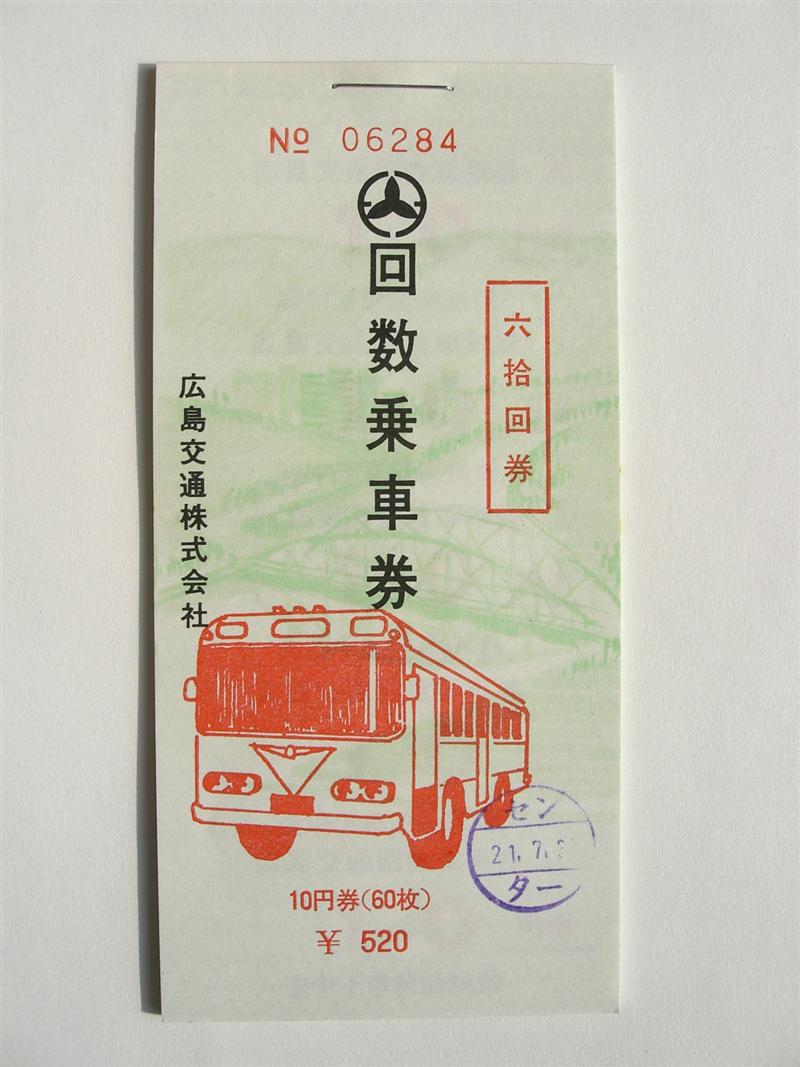 No 06284
回数乗車券
六拾回券
広島交通株式会社
セン
21.7.
ター
10円券(60枚)
¥ 520